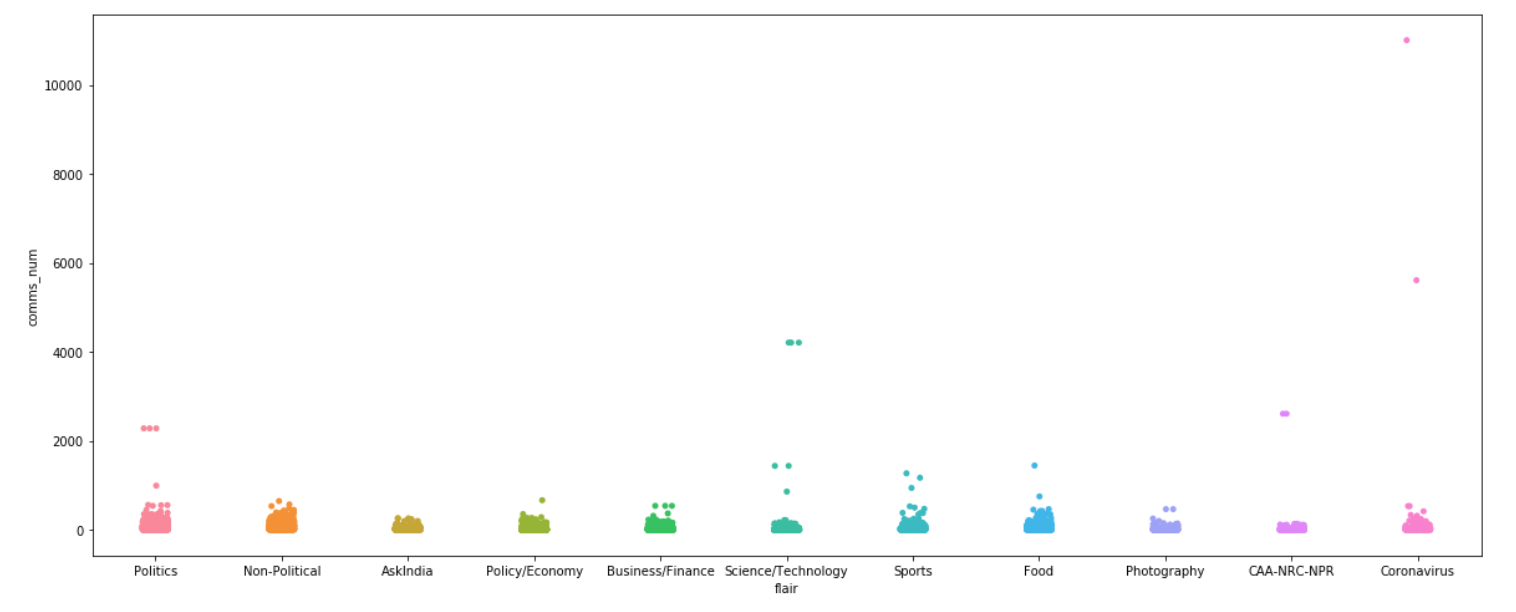 10000
8000
6000
4000
2000
0
comms_num
Politics Non-Political AskIndia Policy/Economy Business/Finance Science/Technology Sports Food Photography CAA-NRC-NPR Coronavirus
flair